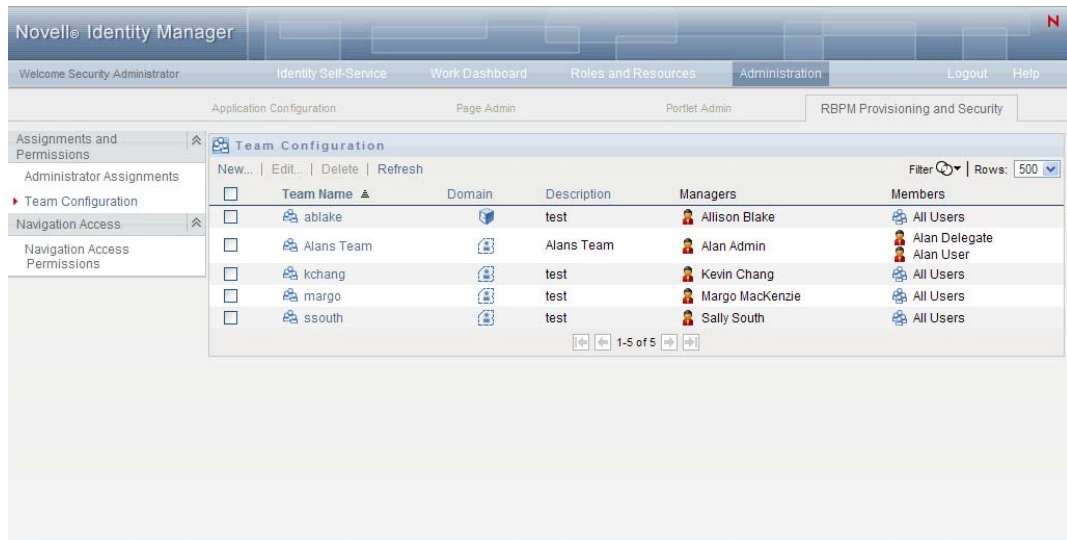 Novell® Identity Manager
N
Welcome Security Administrator
Identity Self-Service Work Dashboard Roles and Resources Administration Logout Help
Application Configuration Page Admin Portlet Admin RBPM Provisioning and Security
Assignments and Permissions
Administrator Assignments
Team Configuration
Navigation Access
Navigation Access Permissions
Team Configuration
New... | Edit... | Delete | Refresh Filter | Rows: 500
Team Name Domain Description Managers Members
ablake test Allison Blake All Users
Alans Team Alans Team Alan Admin Alan Delegate
Alan User
kchang test Kevin Chang All Users
margo test Margo MacKenzie All Users
ssouth test Sally South All Users
1-5 of 5